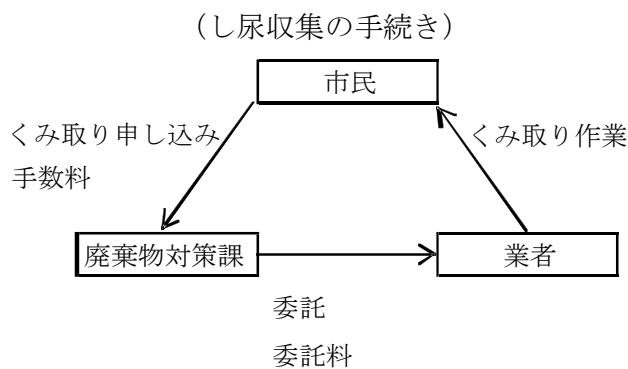 （し尿収集の手続き）
市民
くみ取り申し込み
手数料
くみ取り作業
廃棄物対策課
業者
委託
委託料